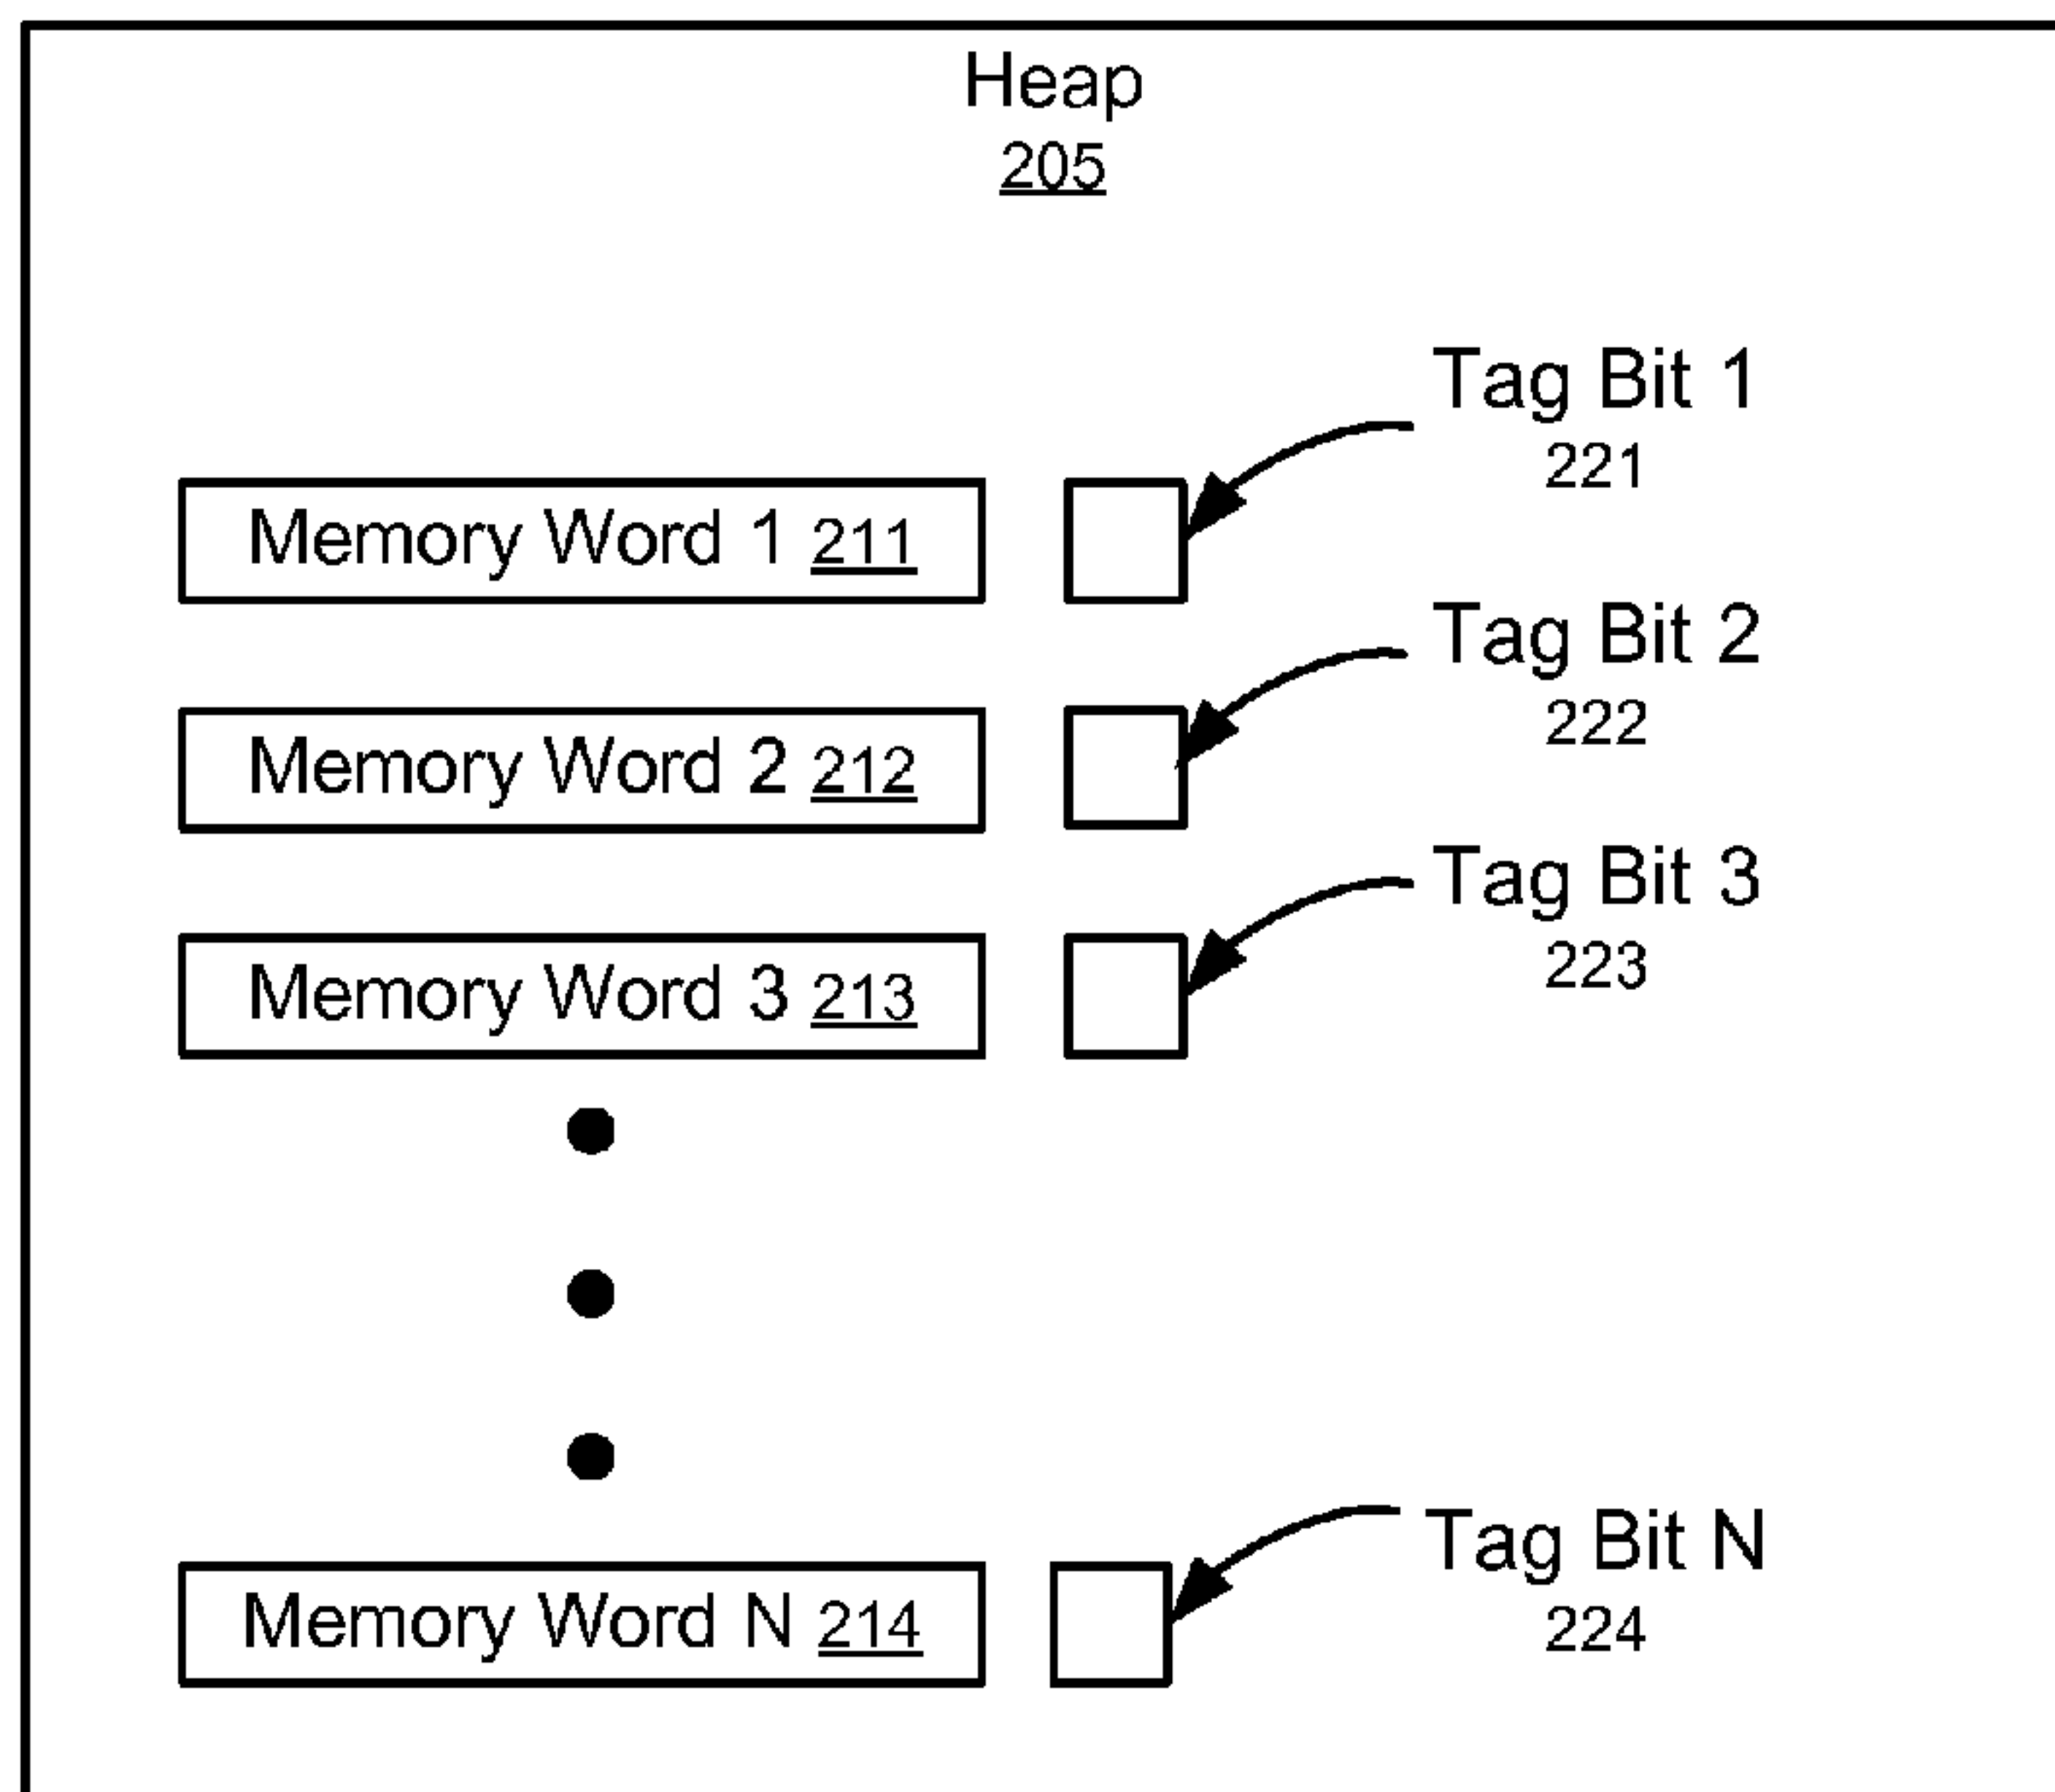 Heap
205
Tag Bit 1
221
Memory Word 1 211
Tag Bit 2
222
Memory Word 2 212
Tag Bit 3
223
Memory Word 3 213
Tag Bit N
224
Memory Word N 214